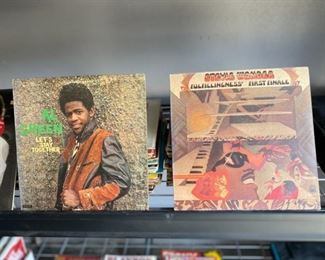 AL
GREEN
LET'S
STAY
TOGETHER
STEVIE WONDER
FULFILLINGNESS' FIRST FINALE